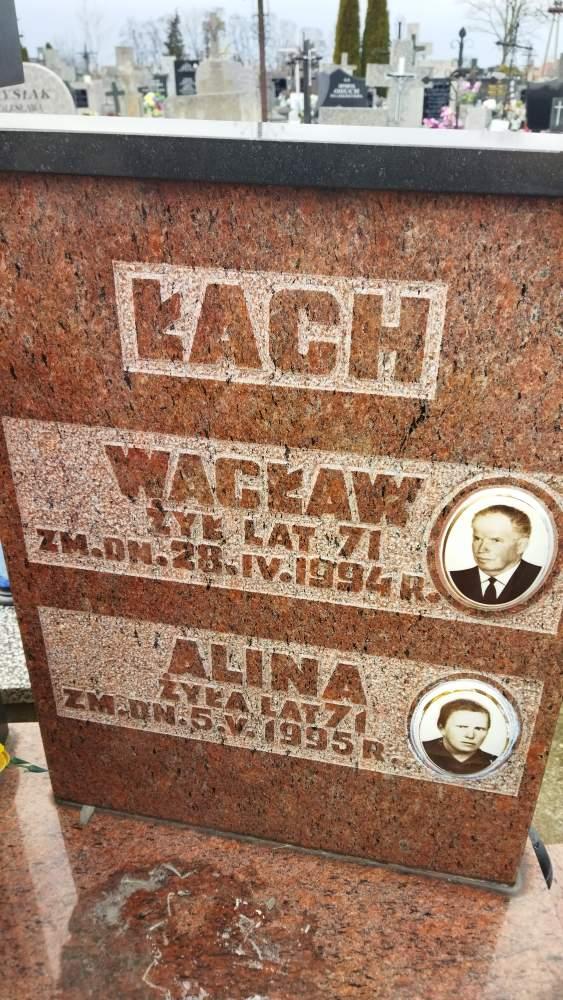 ŁACH
WACŁAW
ŻYŁ LAT 71
ZM.DN.28.IV.1994 R.
ALINA
ŻYŁA LAT 71
ZM.DN.5.V.1995 R.